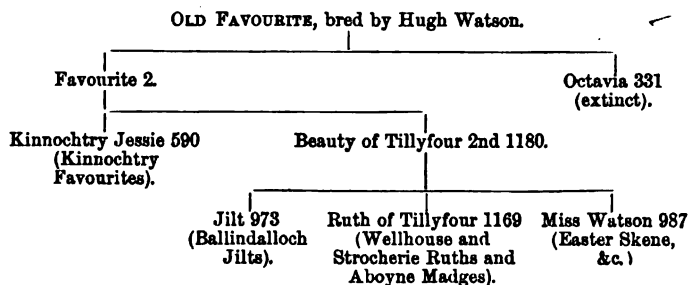 OLD FAVOURITE, bred by Hugh Watson.
Favourite 2.
Octavia 331
(extinct).
Kinnochtry Jessie 590
(Kinnochtry
Favourites).
Beauty of Tillyfour 2nd 1180.
Jilt 973
(Ballindalloch
Jilts).
Ruth of Tillyfour 1169
(Wellhouse and
Strocherie Ruths and
Aboyne Madges).
Miss Watson 987
(Easter Skene,
&c.)